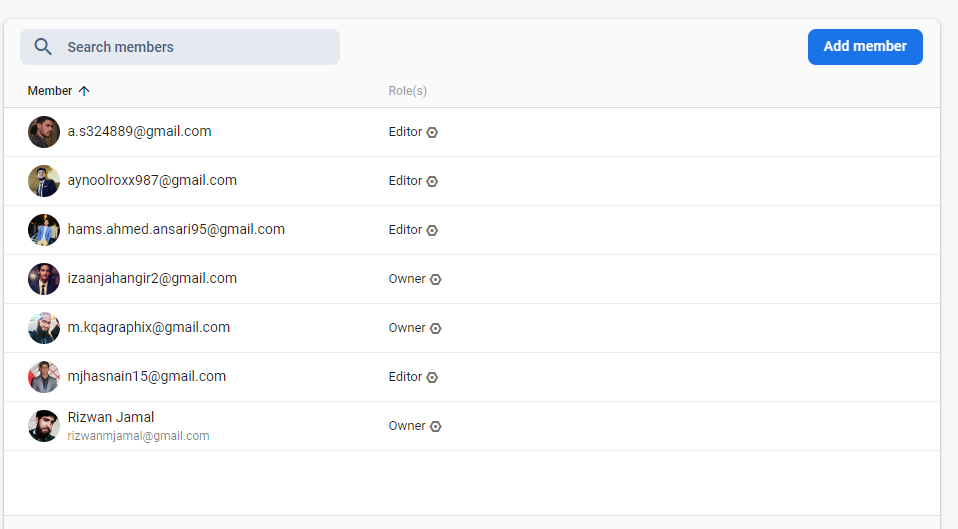 Search members
Add member
Member Role(s)
a.s324889@gmail.com Editor
aynoolroxx987@gmail.com Editor
hams.ahmed.ansari95@gmail.com Editor
izaanjahangir2@gmail.com Owner
m.kqagraphix@gmail.com Owner
mjhasnain15@gmail.com Editor
Rizwan Jamal
rizwanmjamal@gmail.com
Owner